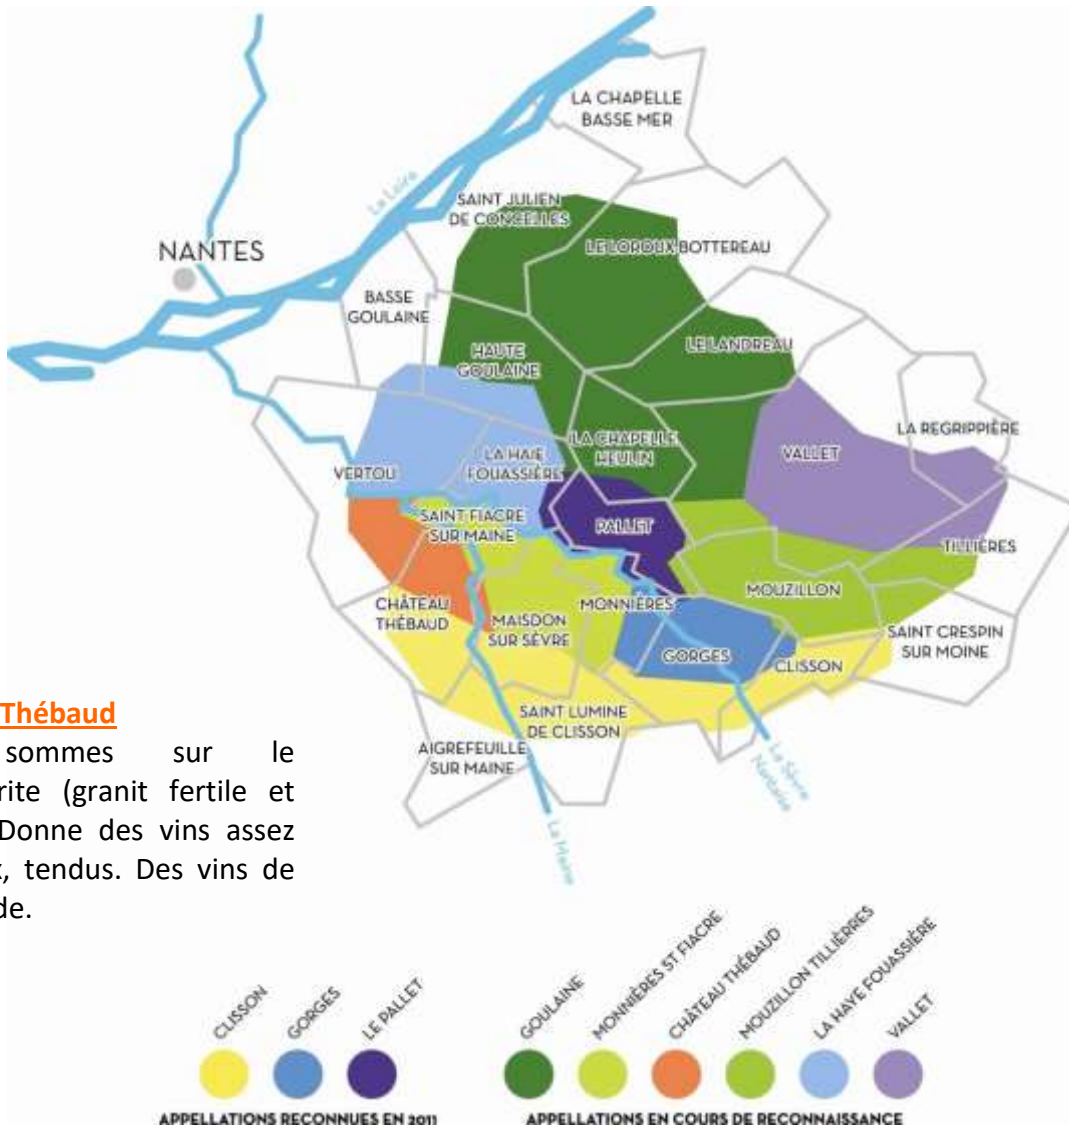 LA CHAPELLE
BASSE MER
La Loire
SAINT JULIEN
DE CONCELLES
NANTES
LE LOROUX BOTTEREAU
BASSE
GOULAINE
LE LANDREAU
HAUTE
GOULAINE
LA REGRIPPIÈRE
LA CHAPELLE
HEULIN
VALLET
LA HAIE
FOUASSIÈRE
VERTOU
SAINT FIACRE
SUR MAINE
PALLET
TILLIÈRES
MOUZILLON
CHÂTEAU
THÉBAUD
MONNIÈRES
MAISDON
SUR SÈVRE
SAINT CRESPIN
SUR MOINE
GORGES
CLISSON
SAINT LUMINE
DE CLISSON
AIGREFEUILLE
SUR MAINE
La Sèvre
Nantaise
La Maine
Thébaud
sommes sur le
rite (granit fertile et
Donne des vins assez
x, tendus. Des vins de
de.
CLISSON
GORGES
LE PALLET
GOULAINE
MONNIÈRES ST FIACRE
CHÂTEAU THÉBAUD
MOUZILLON TILLIÈRRES
LA HAYE FOUASSIÈRE
VALLET
APPELLATIONS RECONNUES EN 2011
APPELLATIONS EN COURS DE RECONNAISSANCE